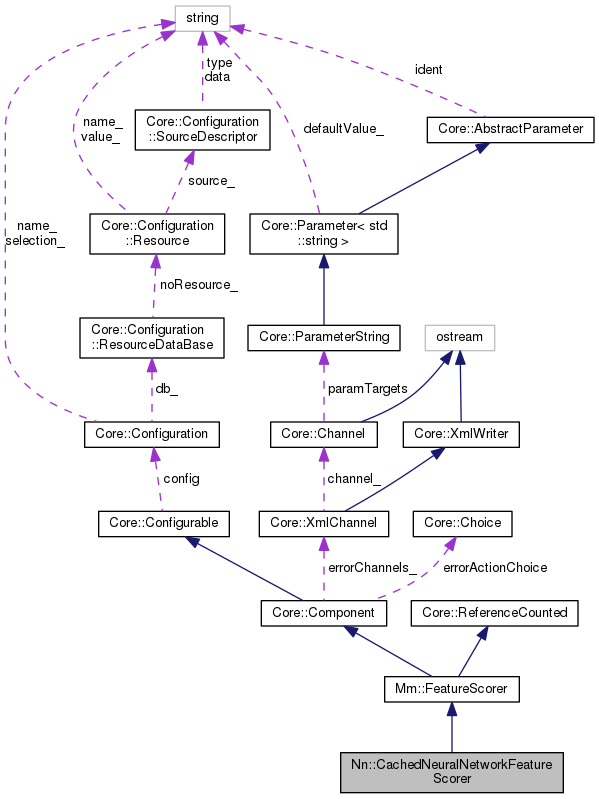 string
type
data
ident
name_
value_
defaultValue_
Core::Configuration
::SourceDescriptor
Core::AbstractParameter
source_
name_
selection_
Core::Configuration
::Resource
Core::Parameter< std
::string >
noResource_
Core::Configuration
::ResourceDataBase
Core::ParameterString
ostream
db_
paramTargets
Core::Configuration
Core::Channel
Core::XmlWriter
config
channel_
Core::Configurable
Core::XmlChannel
Core::Choice
errorChannels_
errorActionChoice
Core::Component
Core::ReferenceCounted
Mm::FeatureScorer
Nn::CachedNeuralNetworkFeature
Scorer